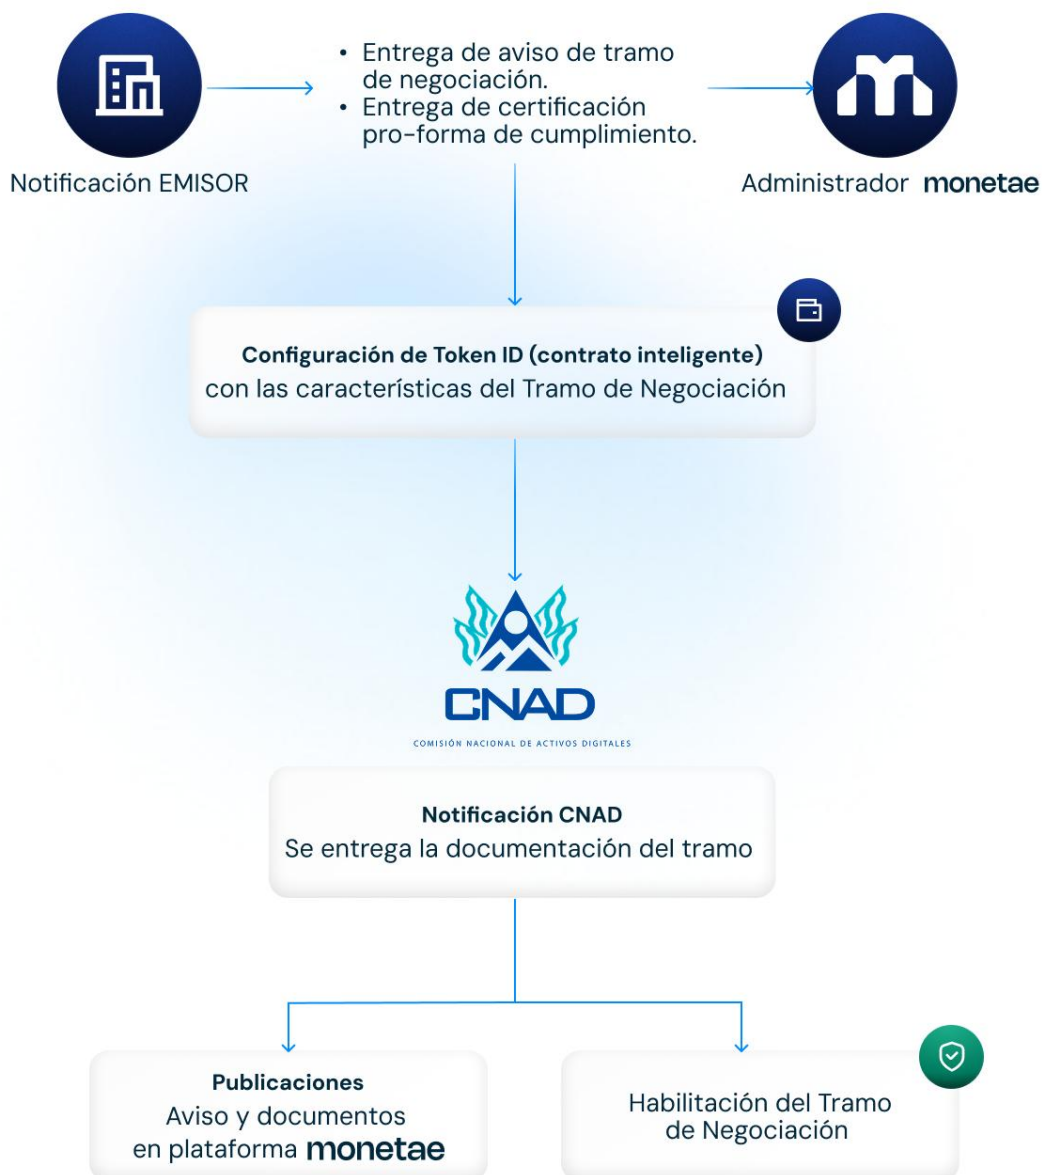 • Entrega de aviso de tramo
de negociación.
• Entrega de certificación
pro-forma de cumplimiento.
Notificación EMISOR
Administrador monetae
Configuración de Token ID (contrato inteligente)
con las características del Tramo de Negociación
CNAD
COMISIÓN NACIONAL DE ACTIVOS DIGITALES
Notificación CNAD
Se entrega la documentación del tramo
Publicaciones
Aviso y documentos
en plataforma monetae
Habilitación del Tramo
de Negociación